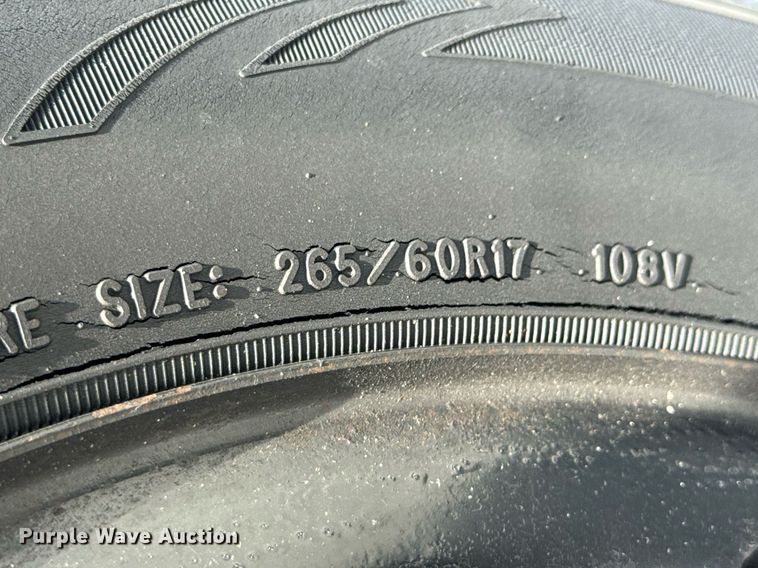 RE SIZE: 265/60R17 108V
Purple Wave Auction